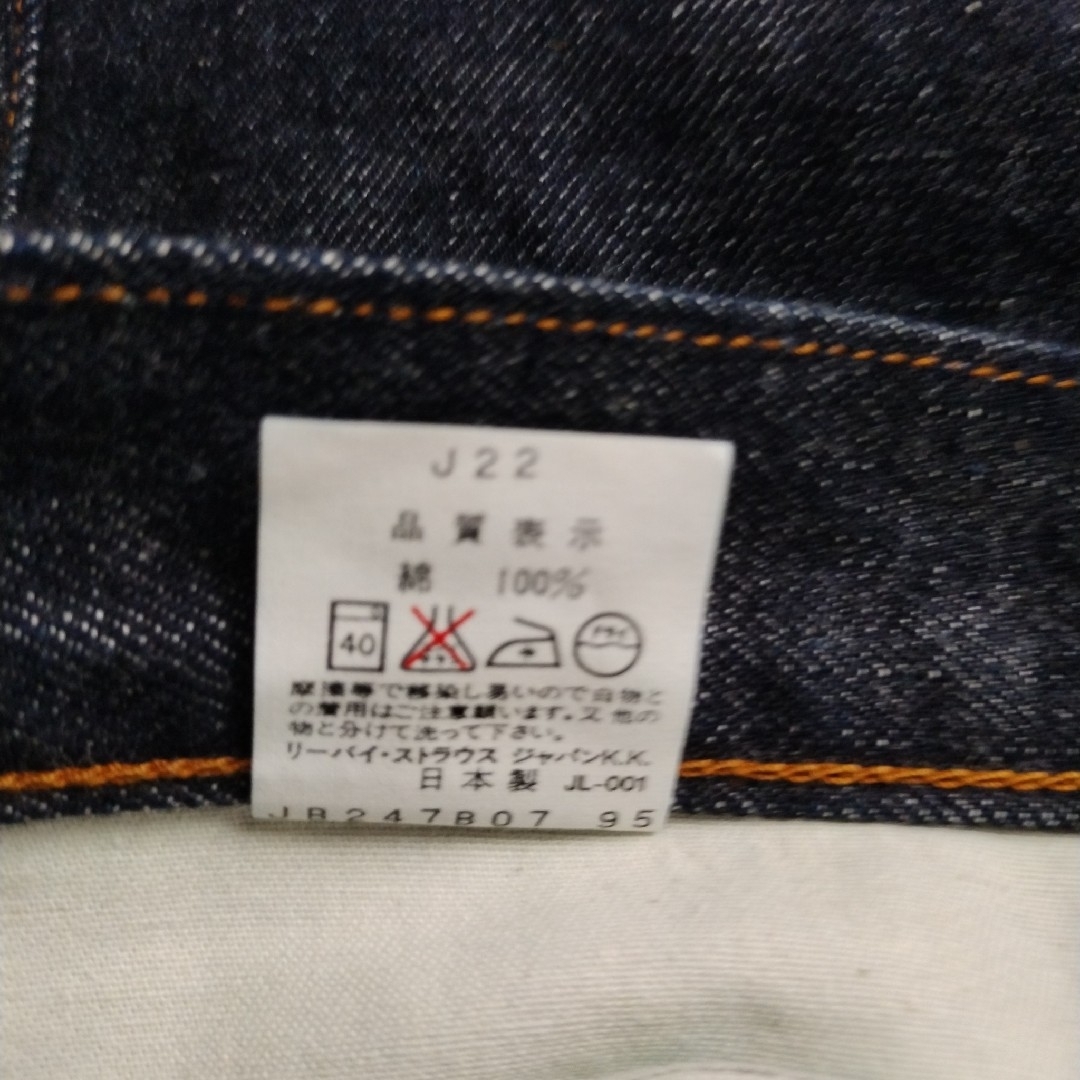 J22
品質表示
綿 100%
40 ドライ
摩擦等で移染し易いので白物と
の着用はご注意願います。又他の
物と分けて洗って下さい。
リーバイ・ストラウス ジャパンK.K.
日本製 JL-001
JB247B07 95